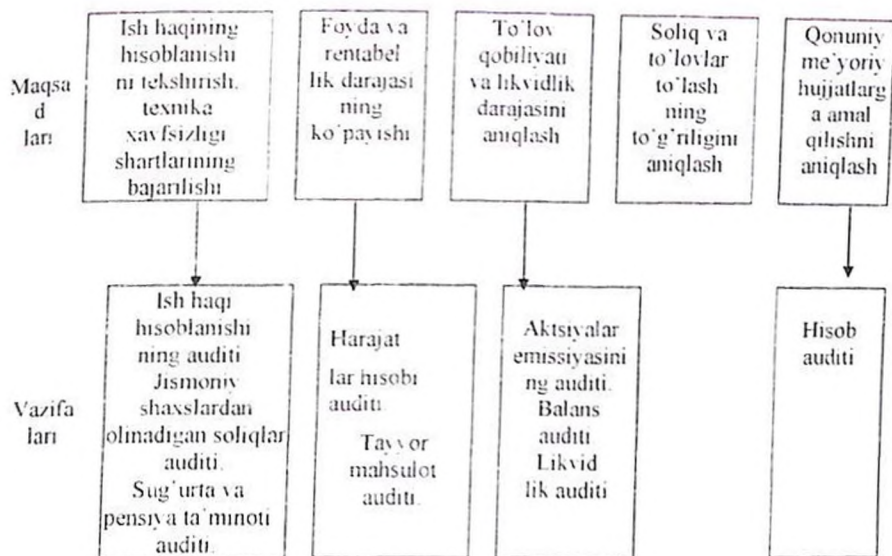 Maqsa
d
lari
Ish haqining
hisoblanishi
ni tekshirish,
texnika
xavfsizligi
shartlarining
bajarilishi
Foyda va
rentabel
lik darajasi
ning
ko`payishi
To`lov
qobiliyati
va likvidlik
darajasini
aniqlash
Soliq va
to`lovlar
to`lash
ning
to`g`riligini
aniqlash
Qonuniy
me`yoriy
hujjatlarg
a amal
qilishni
aniqlash
Vazifa
lari
Ish haqi
hisoblanishi
ning auditi
Jismoniy
shaxslardan
olinadigan soliqlar
auditi.
Sug`urta va
pensiya ta`minoti
auditi.
Harajat
lar hisobi
auditi.
Tayyor
mahsulot
auditi.
Aktsiyalar
emissiyasini
ng auditi.
Balans
auditi
Likvid
lik auditi
Hisob
auditi